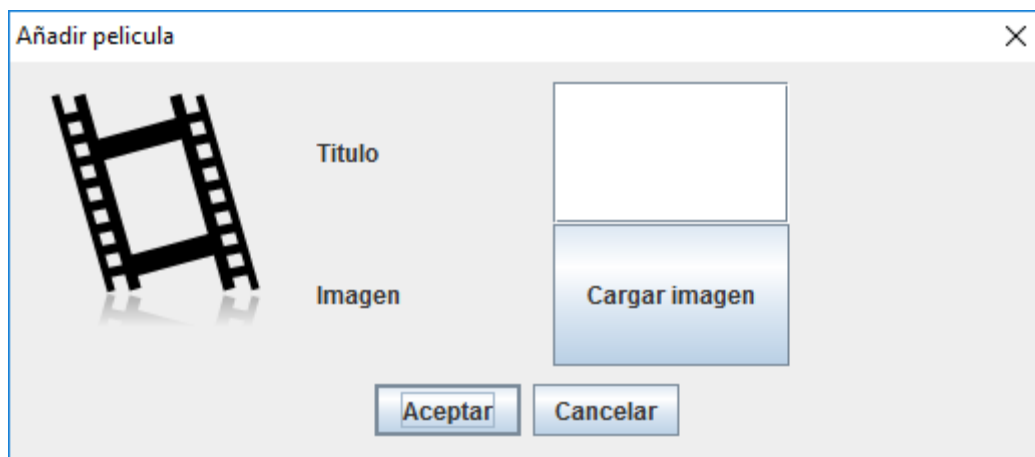 Añadir pelicula
Titulo
Imagen
Cargar imagen
Aceptar
Cancelar